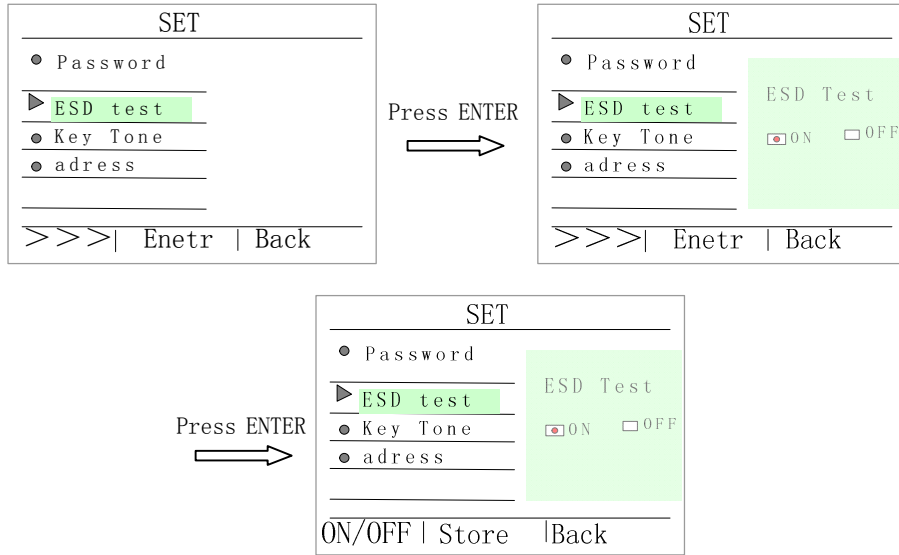 SET
Password
ESD test
Key Tone
adress
>>>| Enetr | Back
Press ENTER
SET
Password
ESD test
Key Tone
adress
ESD Test
ON OFF
>>>| Enetr | Back
Press ENTER
SET
Password
ESD test
Key Tone
adress
ESD Test
ON OFF
ON/OFF | Store |Back